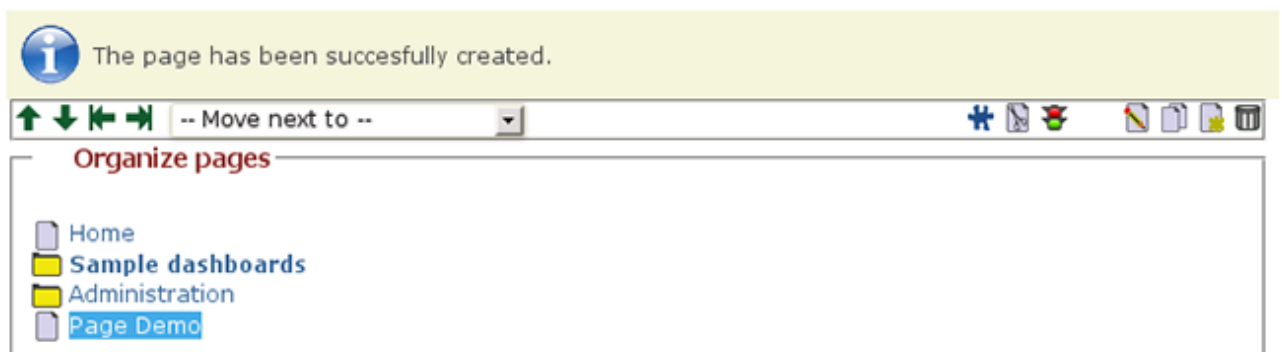 The page has been succesfully created.
-- Move next to --
Organize pages
Home
Sample dashboards
Administration
Page Demo